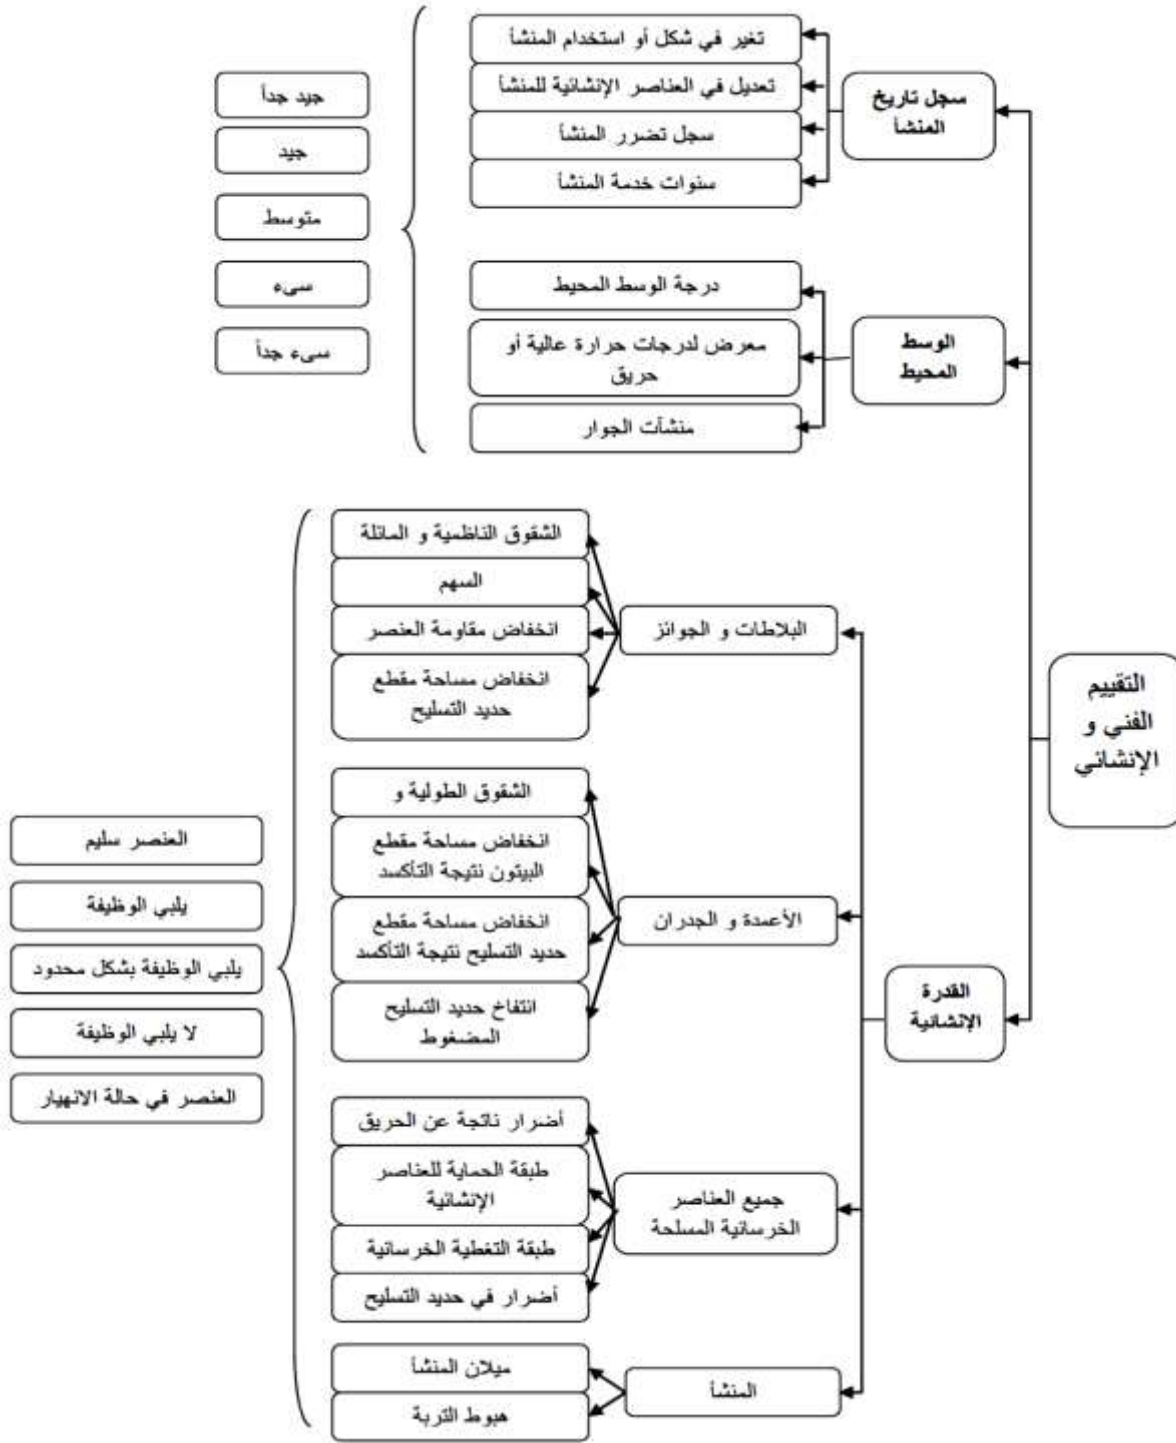 التقييم
الفني و
الإنشائي
سجل تاريخ
المنشأ
تغير في شكل أو استخدام المنشأ
تعديل في العناصر الإنشائية للمنشأ
سجل تضرر المنشأ
سنوات خدمة المنشأ
الوسط
المحيط
درجة الوسط المحيط
معرض لدرجات حرارة عالية أو
حريق
منشآت الجوار
جيد جداً
جيد
متوسط
سيء
سيء جداً
القدرة
الإنشائية
البلاطات و الجوائز
الشقوق الناظمية و المائلة
السهم
انخفاض مقاومة العنصر
انخفاض مساحة مقطع
حديد التسليح
الأعمدة و الجدران
الشقوق الطولية و
انخفاض مساحة مقطع
البيتون نتيجة التأكسد
انخفاض مساحة مقطع
حديد التسليح نتيجة التأكسد
انتفاخ حديد التسليح
المضغوط
جميع العناصر
الخرسانية المسلحة
أضرار ناتجة عن الحريق
طبقة الحماية للعناصر
الإنشائية
طبقة التغطية الخرسانية
أضرار في حديد التسليح
المنشأ
ميلان المنشأ
هبوط التربة
العنصر سليم
يلبي الوظيفة
يلبي الوظيفة بشكل محدود
لا يلبي الوظيفة
العنصر في حالة الانهيار